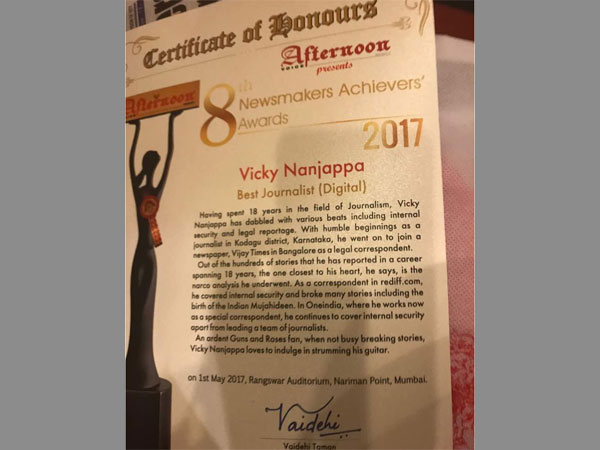 Certificate of Honours
Afternoon
VOICE
presents
Afternoon
8th Newsmakers Achievers'
Awards
2017
Vicky Nanjappa
Best Journalist (Digital)
Having spent 18 years in the field of Journalism, Vicky
Nanjappa has dabbled with various beats including internal
security and legal reportage. With humble beginnings as a
journalist in Kodagu district, Karnataka, he went on to join a
newspaper, Vijay Times in Bangalore as a legal correspondent.
Out of the hundreds of stories that he has reported in a career
spanning 18 years, the one closest to his heart, he says, is the
narco analysis he underwent. As a correspondent in rediff.com,
he covered internal security and broke many stories including the
birth of the Indian Mujahideen. In Oneindia, where he works now
as a special correspondent, he continues to cover internal security
apart from leading a team of journalists.
An ardent Guns and Roses fan, when not busy breaking stories,
Vicky Nanjappa loves to indulge in strumming his guitar.
on 1st May 2017, Rangswar Auditorium, Nariman Point, Mumbai.
Vaidehi
Vaidehi Taman